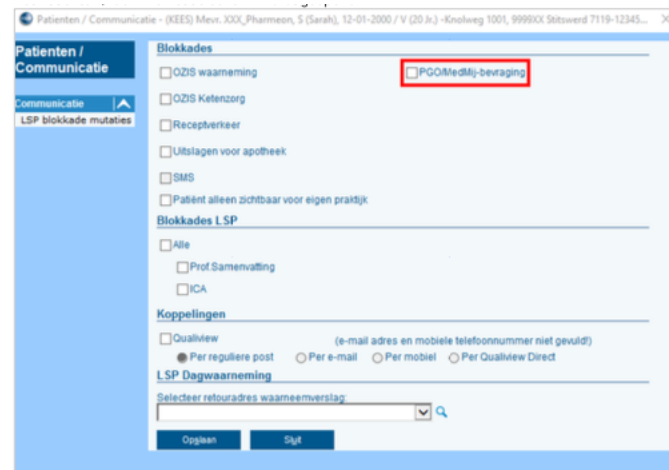 Patienten / Communicatie - (KEES) Mevr. XXX_Pharmeon, S (Sarah), 12-01-2000 / V (20 Jr.) -Knolweg 1001, 9999XX Stitswerd 7119-12345...
Patienten /
Communicatie
Communicatie
LSP blokkade mutaties
Blokkades
OZIS waarneming
PGO/MedMij-bevraging
OZIS Ketenzorg
Receptverkeer
Uitslagen voor apotheek
SMS
Patiënt alleen zichtbaar voor eigen praktijk
Blokkades LSP
Alle
Prof.Samenvatting
ICA
Koppelingen
Qualiview (e-mail adres en mobiele telefoonnummer niet gevuld!)
Per reguliere post Per e-mail Per mobiel Per Qualiview Direct
LSP Dagwaarneming
Selecteer retouradres waarneemverslag:
Opslaan Sluit